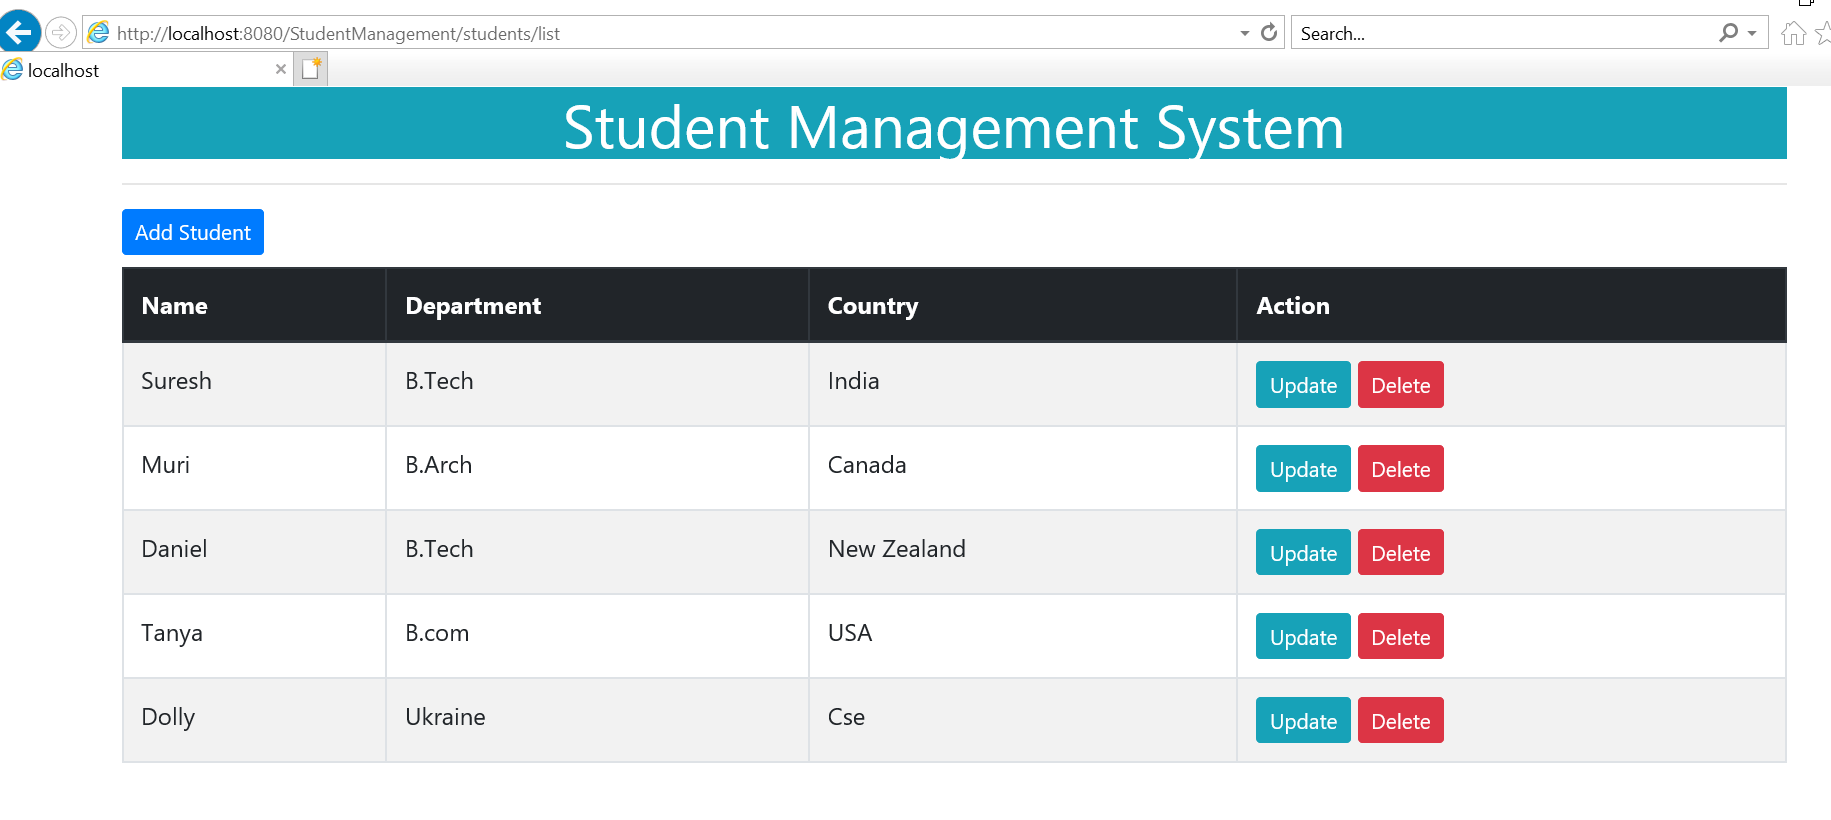 http://localhost:8080/StudentManagement/students/list Search...
localhost
Student Management System
Add Student
Name Department Country Action
Suresh B.Tech India Update Delete
Muri B.Arch Canada Update Delete
Daniel B.Tech New Zealand Update Delete
Tanya B.com USA Update Delete
Dolly Ukraine Cse Update Delete